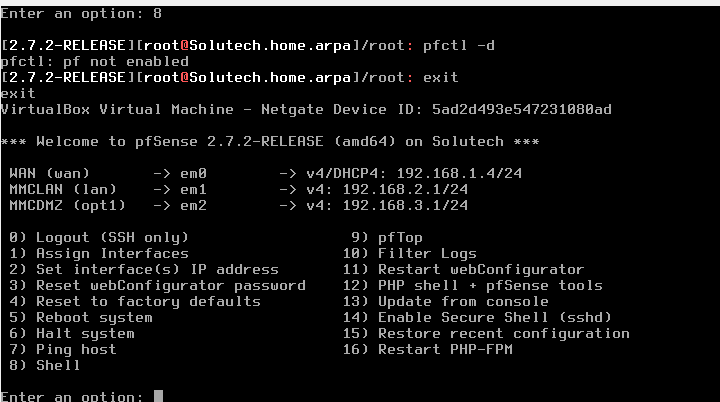 Enter an option: 8
[2.7.2-RELEASE][root@Solutech.home.arpa]/root: pfctl -d
pfctl: pf not enabled
[2.7.2-RELEASE][root@Solutech.home.arpa]/root: exit
exit
VirtualBox Virtual Machine - Netgate Device ID: 5ad2d493e547231080ad
*** Welcome to pfSense 2.7.2-RELEASE (amd64) on Solutech ***
WAN (wan)       -> em0        -> v4/DHCP4: 192.168.1.4/24
MMCLAN (lan)    -> em1        -> v4: 192.168.2.1/24
MMCDMZ (opt1)   -> em2        -> v4: 192.168.3.1/24
0) Logout (SSH only)                  9) pfTop
1) Assign Interfaces                 10) Filter Logs
2) Set interface(s) IP address       11) Restart webConfigurator
3) Reset webConfigurator password    12) PHP shell + pfSense tools
4) Reset to factory defaults         13) Update from console
5) Reboot system                     14) Enable Secure Shell (sshd)
6) Halt system                       15) Restore recent configuration
7) Ping host                         16) Restart PHP-FPM
8) Shell
Enter an option: